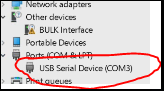 Network adapters
Other devices
BULK Interface
Portable Devices
Ports (COM & LPT)
USB Serial Device (COM3)
Print queues